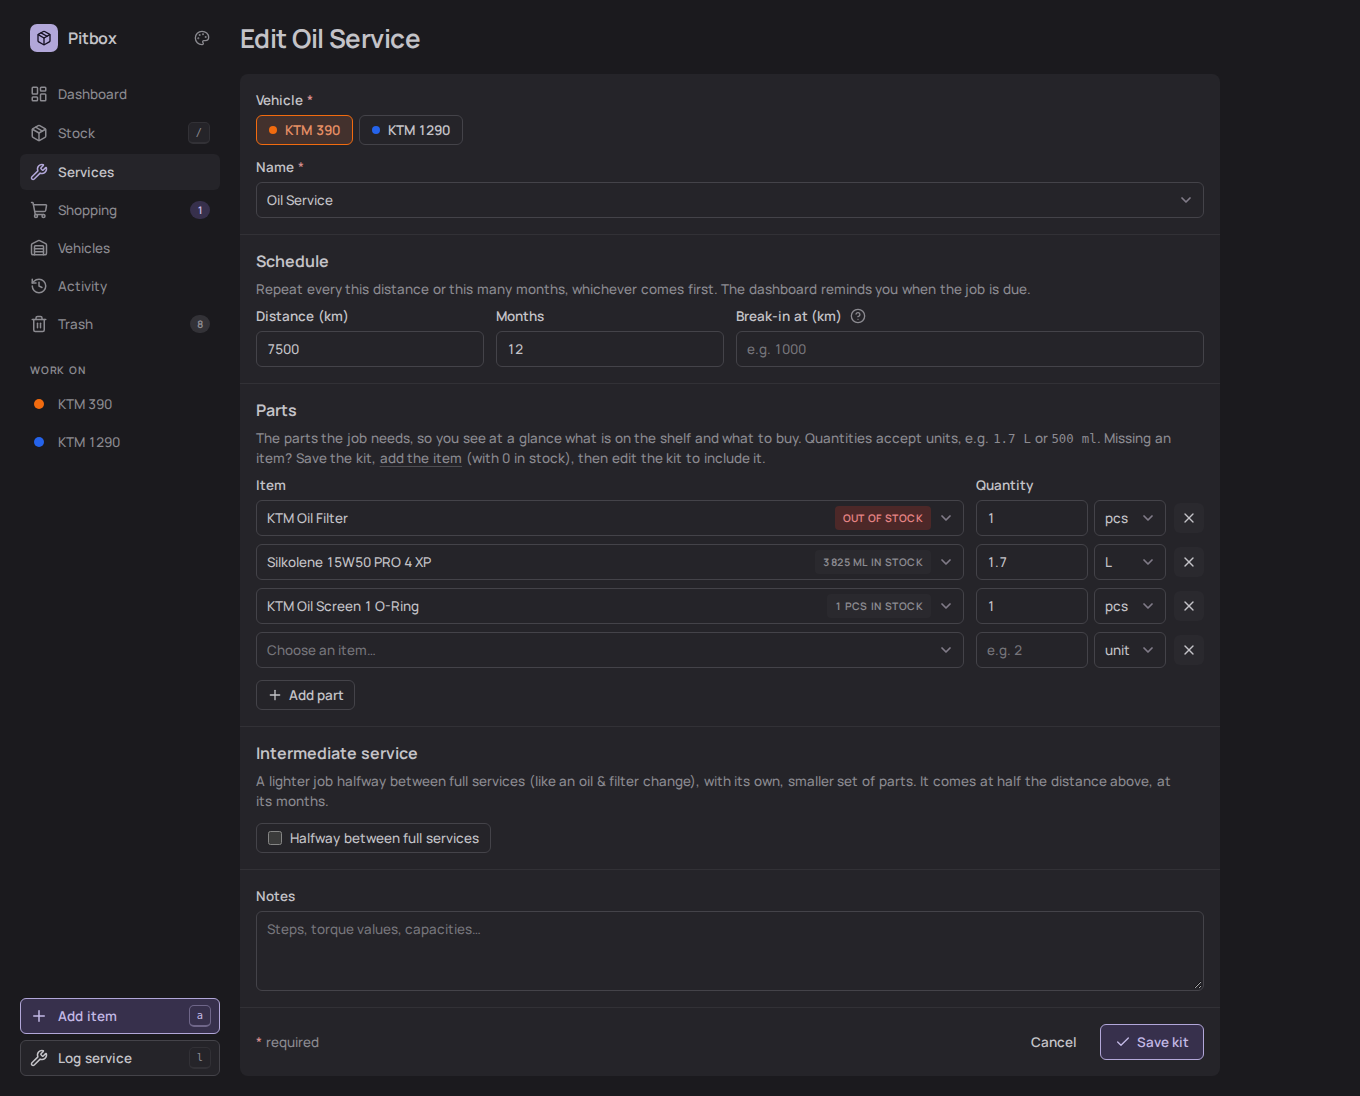 Pitbox
Edit Oil Service
Dashboard
Stock /
Services
Shopping 1
Vehicles
Activity
Trash 8
WORK ON
KTM 390
KTM 1290
Add item a
Log service l
Vehicle *
KTM 390 KTM 1290
Name *
Oil Service
Schedule
Repeat every this distance or this many months, whichever comes first. The dashboard reminds you when the job is due.
Distance (km) Months Break-in at (km) ?
7500 12 e.g. 1000
Parts
The parts the job needs, so you see at a glance what is on the shelf and what to buy. Quantities accept units, e.g. 1.7 L or 500 ml. Missing an
item? Save the kit, add the item (with 0 in stock), then edit the kit to include it.
Item Quantity
KTM Oil Filter OUT OF STOCK 1 pcs
Silkolene 15W50 PRO 4 XP 3 825 ML IN STOCK 1.7 L
KTM Oil Screen 1 O-Ring 1 PCS IN STOCK 1 pcs
Choose an item… e.g. 2 unit
Add part
Intermediate service
A lighter job halfway between full services (like an oil & filter change), with its own, smaller set of parts. It comes at half the distance above, at
its months.
Halfway between full services
Notes
Steps, torque values, capacities…
* required Cancel Save kit